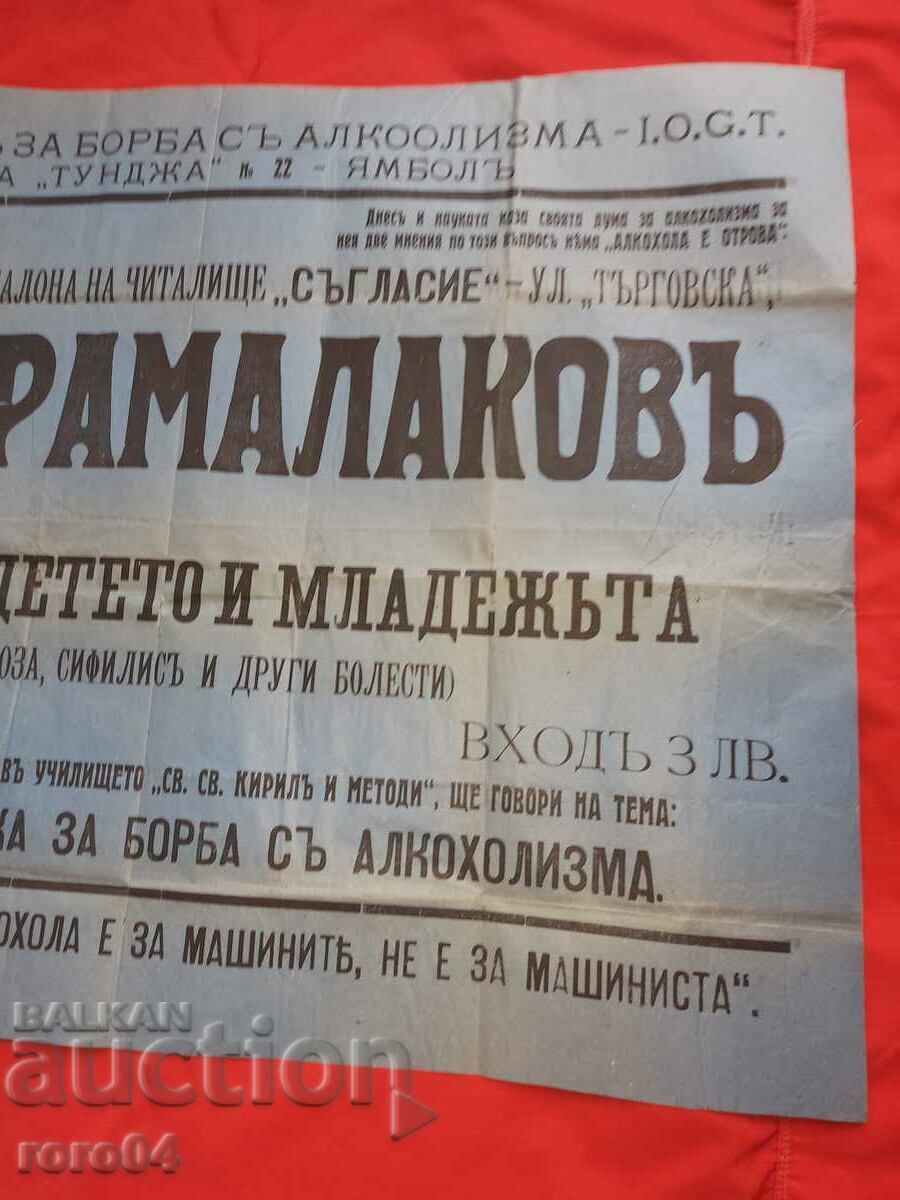 Ъ ЗА БОРБА СЪ АЛКООЛИЗМА - I.O.G.T.
А „ТУНДЖА" № 22 - ЯМБОЛЪ
Днесъ и науката каза своята дума за алкохолизма за
нея две мнения по този въпросъ нѣма „АЛКОХОЛА Е ОТРОВА".
АЛОНА НА ЧИТАЛИЩЕ „СЪГЛАСИЕ" - УЛ. „ТЪРГОВСКА",
РАМАЛАКОВЪ
ДЕТЕТО И МЛАДЕЖЬТА
ОЗА, СИФИЛИСЪ И ДРУГИ БОЛЕСТИ)
ВХОДЪ 3 ЛВ.
ВЪ УЧИЛИЩЕТО „СВ. СВ. КИРИЛЪ И МЕТОДИ", ЩЕ ГОВОРИ НА ТЕМА:
КА ЗА БОРБА СЪ АЛКОХОЛИЗМА.
ОХОЛА Е ЗА МАШИНИТѢ, НЕ Е ЗА МАШИНИСТА".
BALKAN
auction
roro04